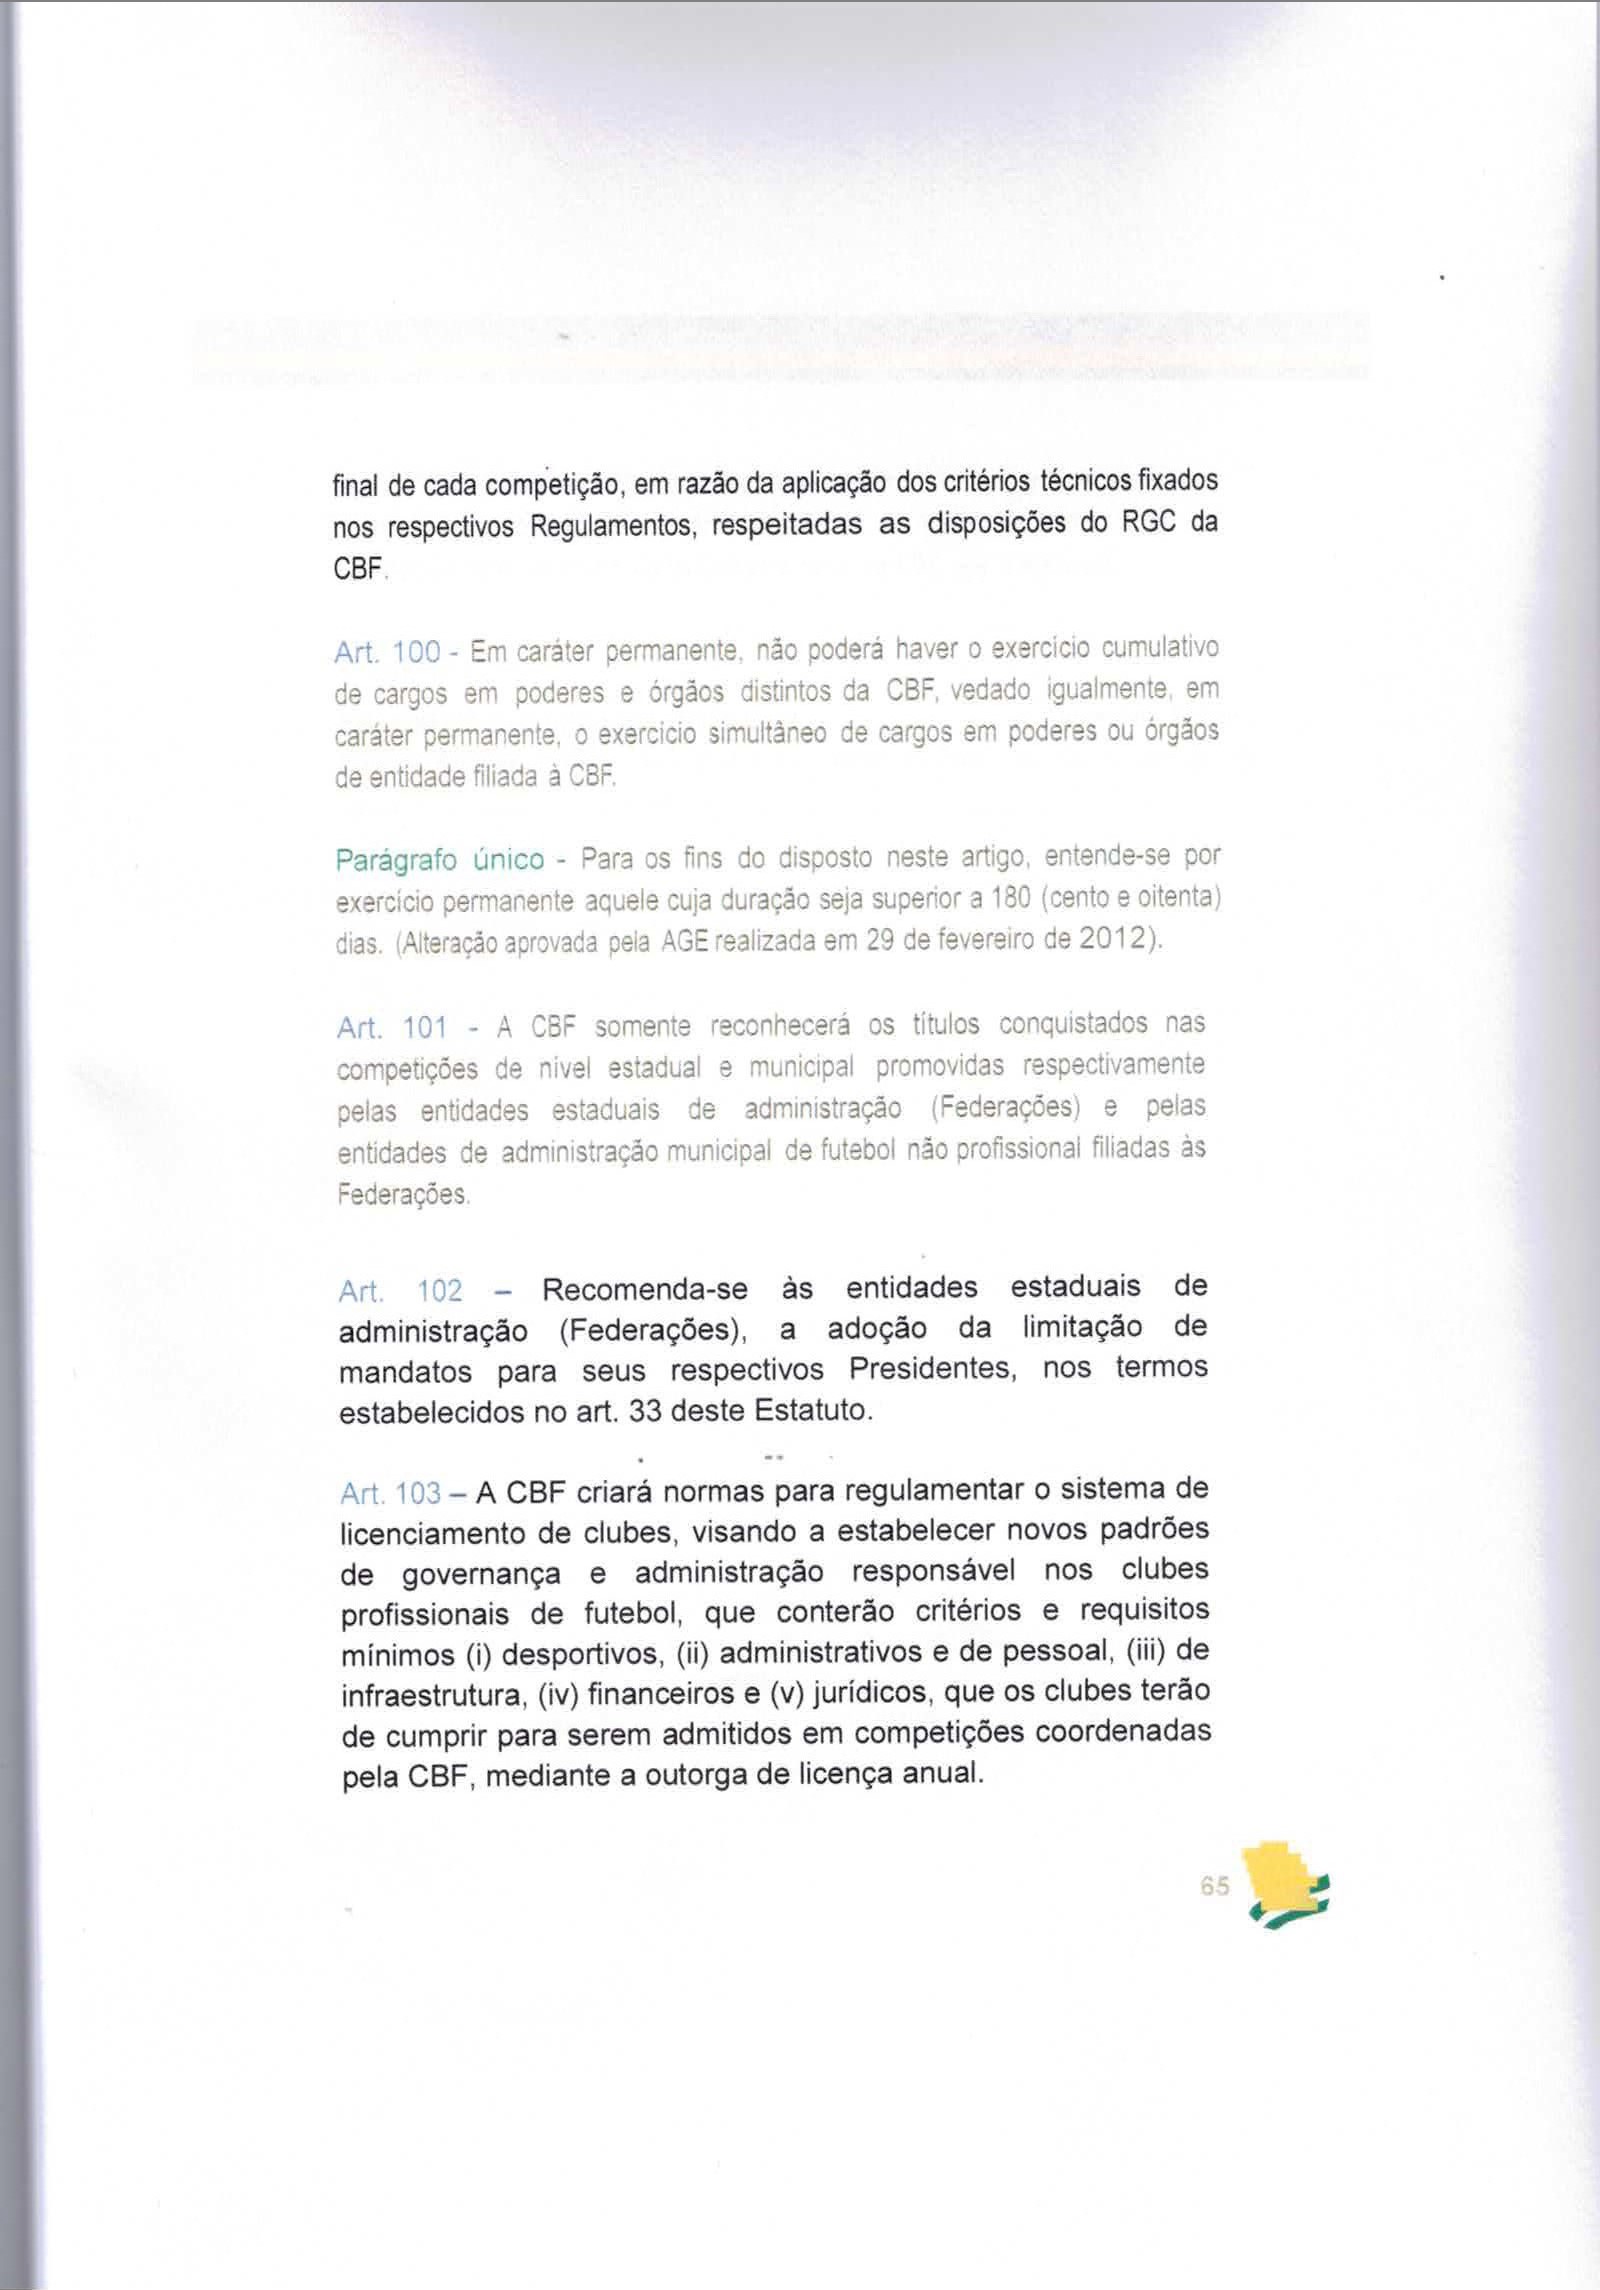 final de cada competição, em razão da aplicação dos critérios técnicos fixados
nos respectivos Regulamentos, respeitadas as disposições do RGC da
CBF.
Art. 100 - Em caráter permanente, não poderá haver o exercício cumulativo
de cargos em poderes e órgãos distintos da CBF, vedado igualmente, em
caráter permanente, o exercício simultâneo de cargos em poderes ou órgãos
de entidade filiada à CBF.
Parágrafo único - Para os fins do disposto neste artigo, entende-se por
exercício permanente aquele cuja duração seja superior a 180 (cento e oitenta)
dias. (Alteração aprovada pela AGE realizada em 29 de fevereiro de 2012).
Art. 101 - A CBF somente reconhecerá os títulos conquistados nas
competições de nivel estadual e municipal promovidas respectivamente
pelas entidades estaduais de administração (Federações) e pelas
entidades de administração municipal de futebol não profissional filiadas às
Federações.
Art. 102 – Recomenda-se às entidades estaduais de
administração (Federações), a adoção da limitação de
mandatos para seus respectivos Presidentes, nos termos
estabelecidos no art. 33 deste Estatuto.
Art. 103 – A CBF criará normas para regulamentar o sistema de
licenciamento de clubes, visando a estabelecer novos padrões
de governança e administração responsável nos clubes
profissionais de futebol, que conterão critérios e requisitos
mínimos (i) desportivos, (ii) administrativos e de pessoal, (iii) de
infraestrutura, (iv) financeiros e (v) jurídicos, que os clubes terão
de cumprir para serem admitidos em competições coordenadas
pela CBF, mediante a outorga de licença anual.
65